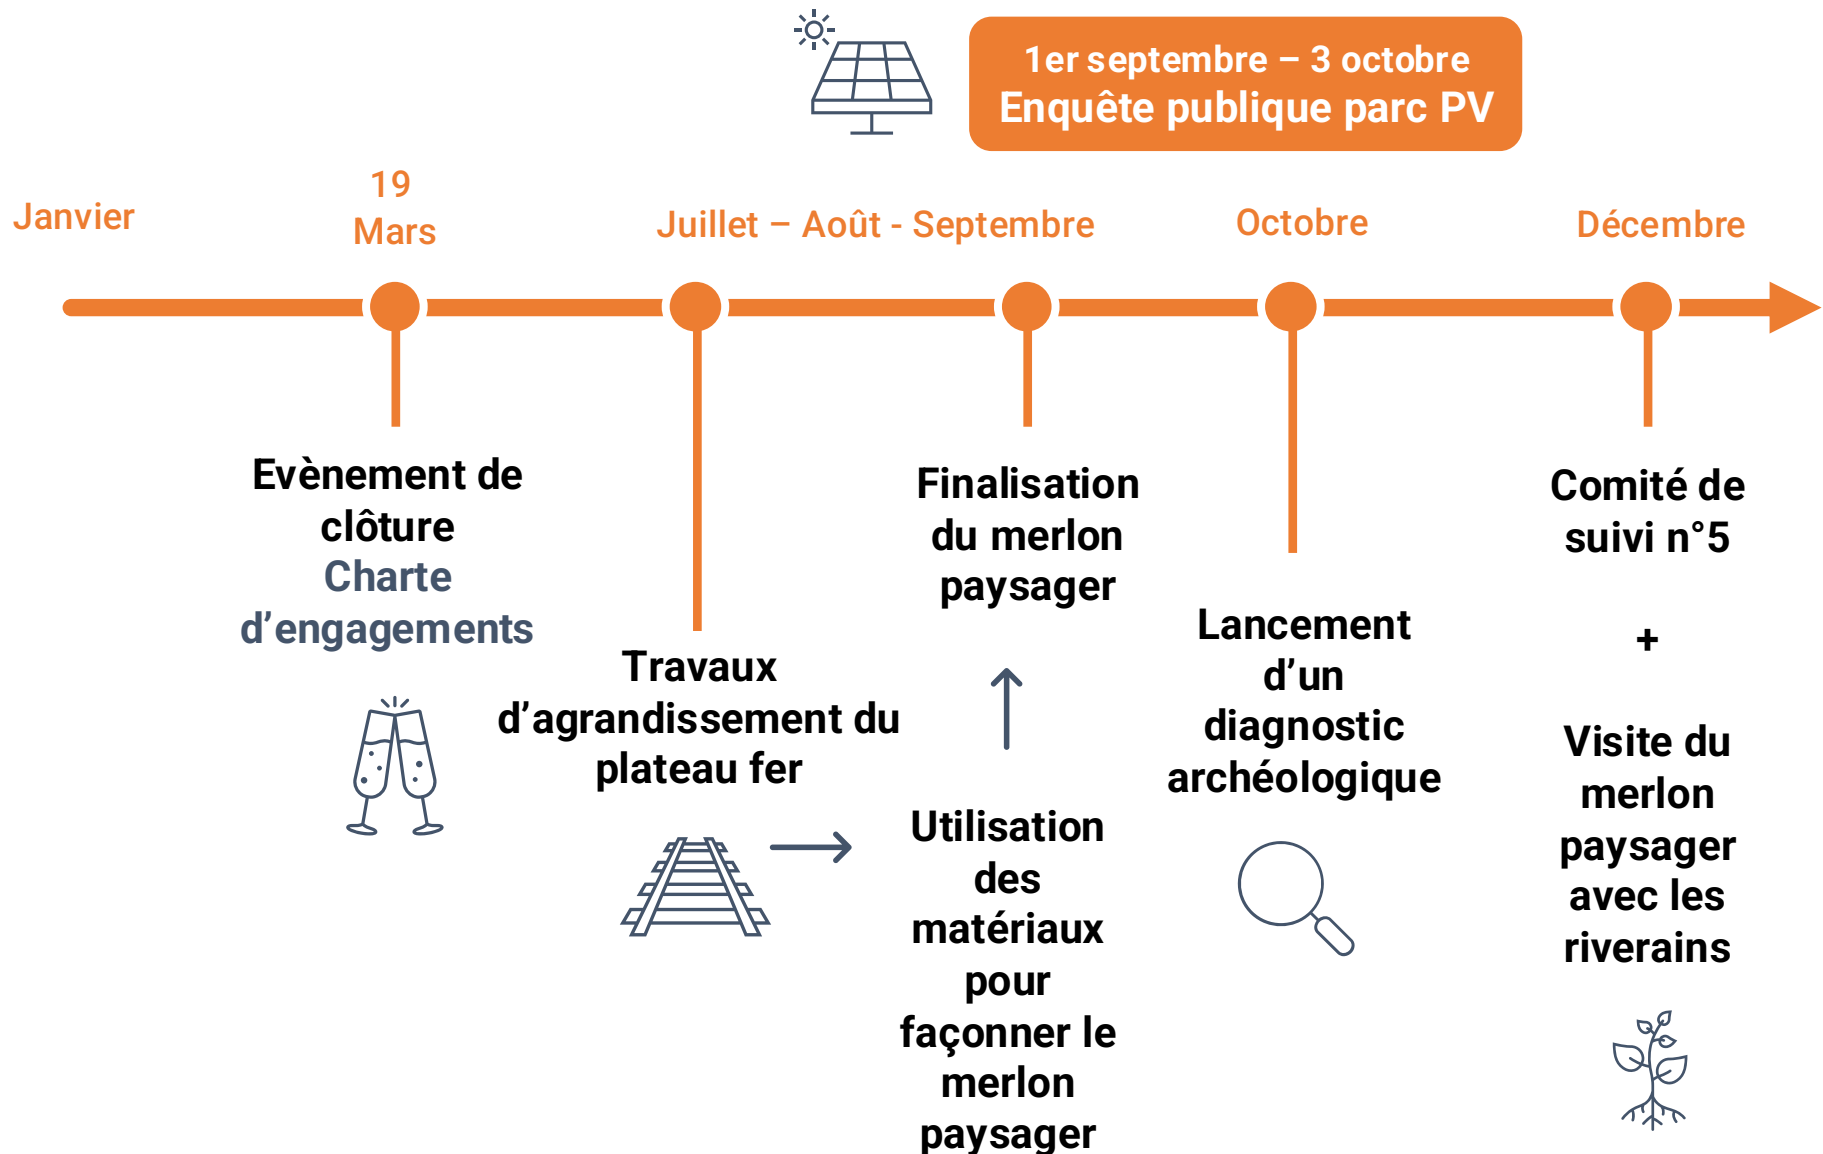 1er septembre – 3 octobre
Enquête publique parc PV
Janvier
19
Mars
Juillet – Août - Septembre
Octobre
Décembre
Evènement de
clôture
Charte
d’engagements
Travaux
d’agrandissement du
plateau fer
Finalisation
du merlon
paysager
Utilisation
des
matériaux
pour
façonner le
merlon
paysager
Lancement
d’un
diagnostic
archéologique
Comité de
suivi n°5
+
Visite du
merlon
paysager
avec les
riverains